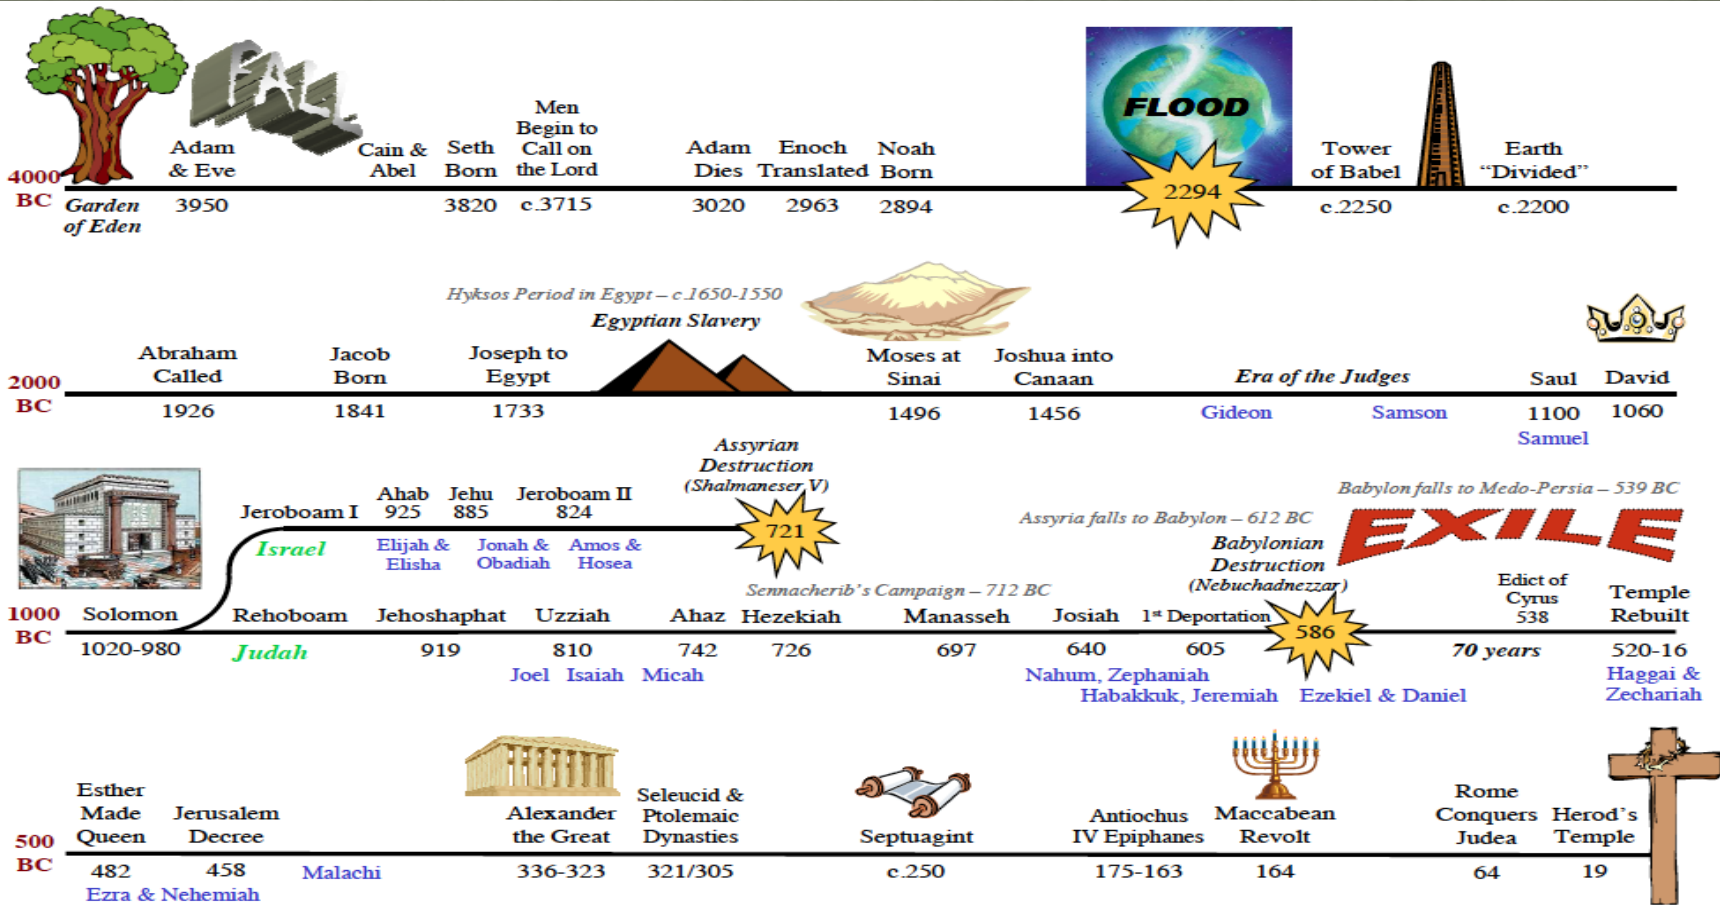 FALL
FLOOD
Men
Begin to
Call on
the Lord
Adam
& Eve
Cain &
Abel
Seth
Born
Adam
Dies
Enoch
Translated
Noah
Born
Tower
of Babel
Earth
“Divided”
4000
BC
Garden
of Eden
3950
3820
c.3715
3020
2963
2894
2294
c.2250
c.2200
Hyksos Period in Egypt – c.1650-1550
Egyptian Slavery
Abraham
Called
Jacob
Born
Joseph to
Egypt
Moses at
Sinai
Joshua into
Canaan
Era of the Judges
Saul
David
2000
BC
1926
1841
1733
1496
1456
Gideon
Samson
1100
1060
Samuel
Assyrian
Destruction
(Shalmaneser V)
Jeroboam I
Ahab
925
Jehu
885
Jeroboam II
824
721
Israel
Elijah &
Elisha
Jonah &
Obadiah
Amos &
Hosea
Babylon falls to Medo-Persia – 539 BC
EXILE
Assyria falls to Babylon – 612 BC
Babylonian
Destruction
(Nebuchadnezzar)
Sennacherib’s Campaign – 712 BC
Edict of
Cyrus
538
Temple
Rebuilt
1000
BC
Solomon
Rehoboam
Jehoshaphat
Uzziah
Ahaz
Hezekiah
Manasseh
Josiah
1st Deportation
586
1020-980
Judah
919
810
742
726
697
640
605
70 years
520-16
Joel Isaiah Micah
Nahum, Zephaniah
Habakkuk, Jeremiah
Ezekiel & Daniel
Haggai &
Zechariah
Esther
Made
Queen
Jerusalem
Decree
Alexander
the Great
Seleucid &
Ptolemaic
Dynasties
Septuagint
Antiochus
IV Epiphanes
Maccabean
Revolt
Rome
Conquers
Judea
Herod’s
Temple
500
BC
482
458
Malachi
336-323
321/305
c.250
175-163
164
64
19
Ezra & Nehemiah